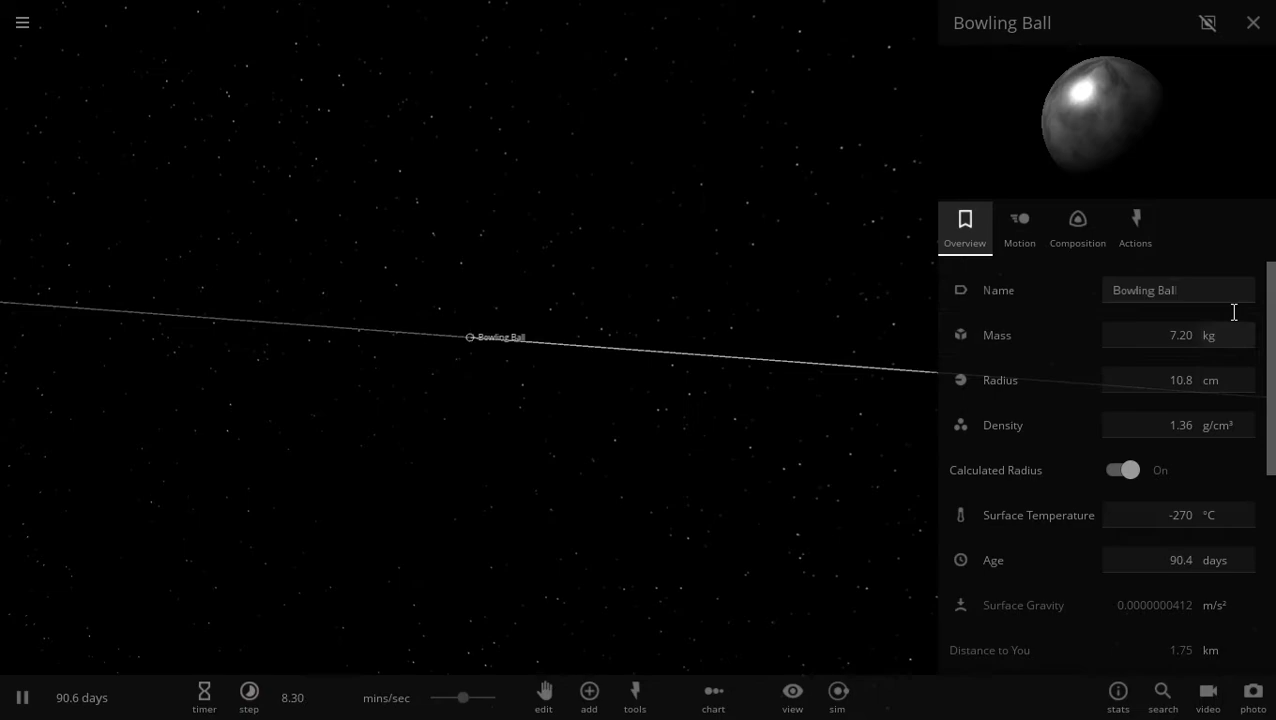 Bowling Ball
Overview
Motion
Composition
Actions
Name Bowling Ball
Bowling Ball
Mass 7.20 kg
Radius 10.8 cm
Density 1.36 g/cm³
Calculated Radius On
Surface Temperature -270 °C
Age 90.4 days
Surface Gravity 0.0000000412 m/s²
Distance to You 1.75 km
90.6 days
timer
step
8.30 mins/sec
edit
add
tools
chart
view
sim
stats
search
video
photo